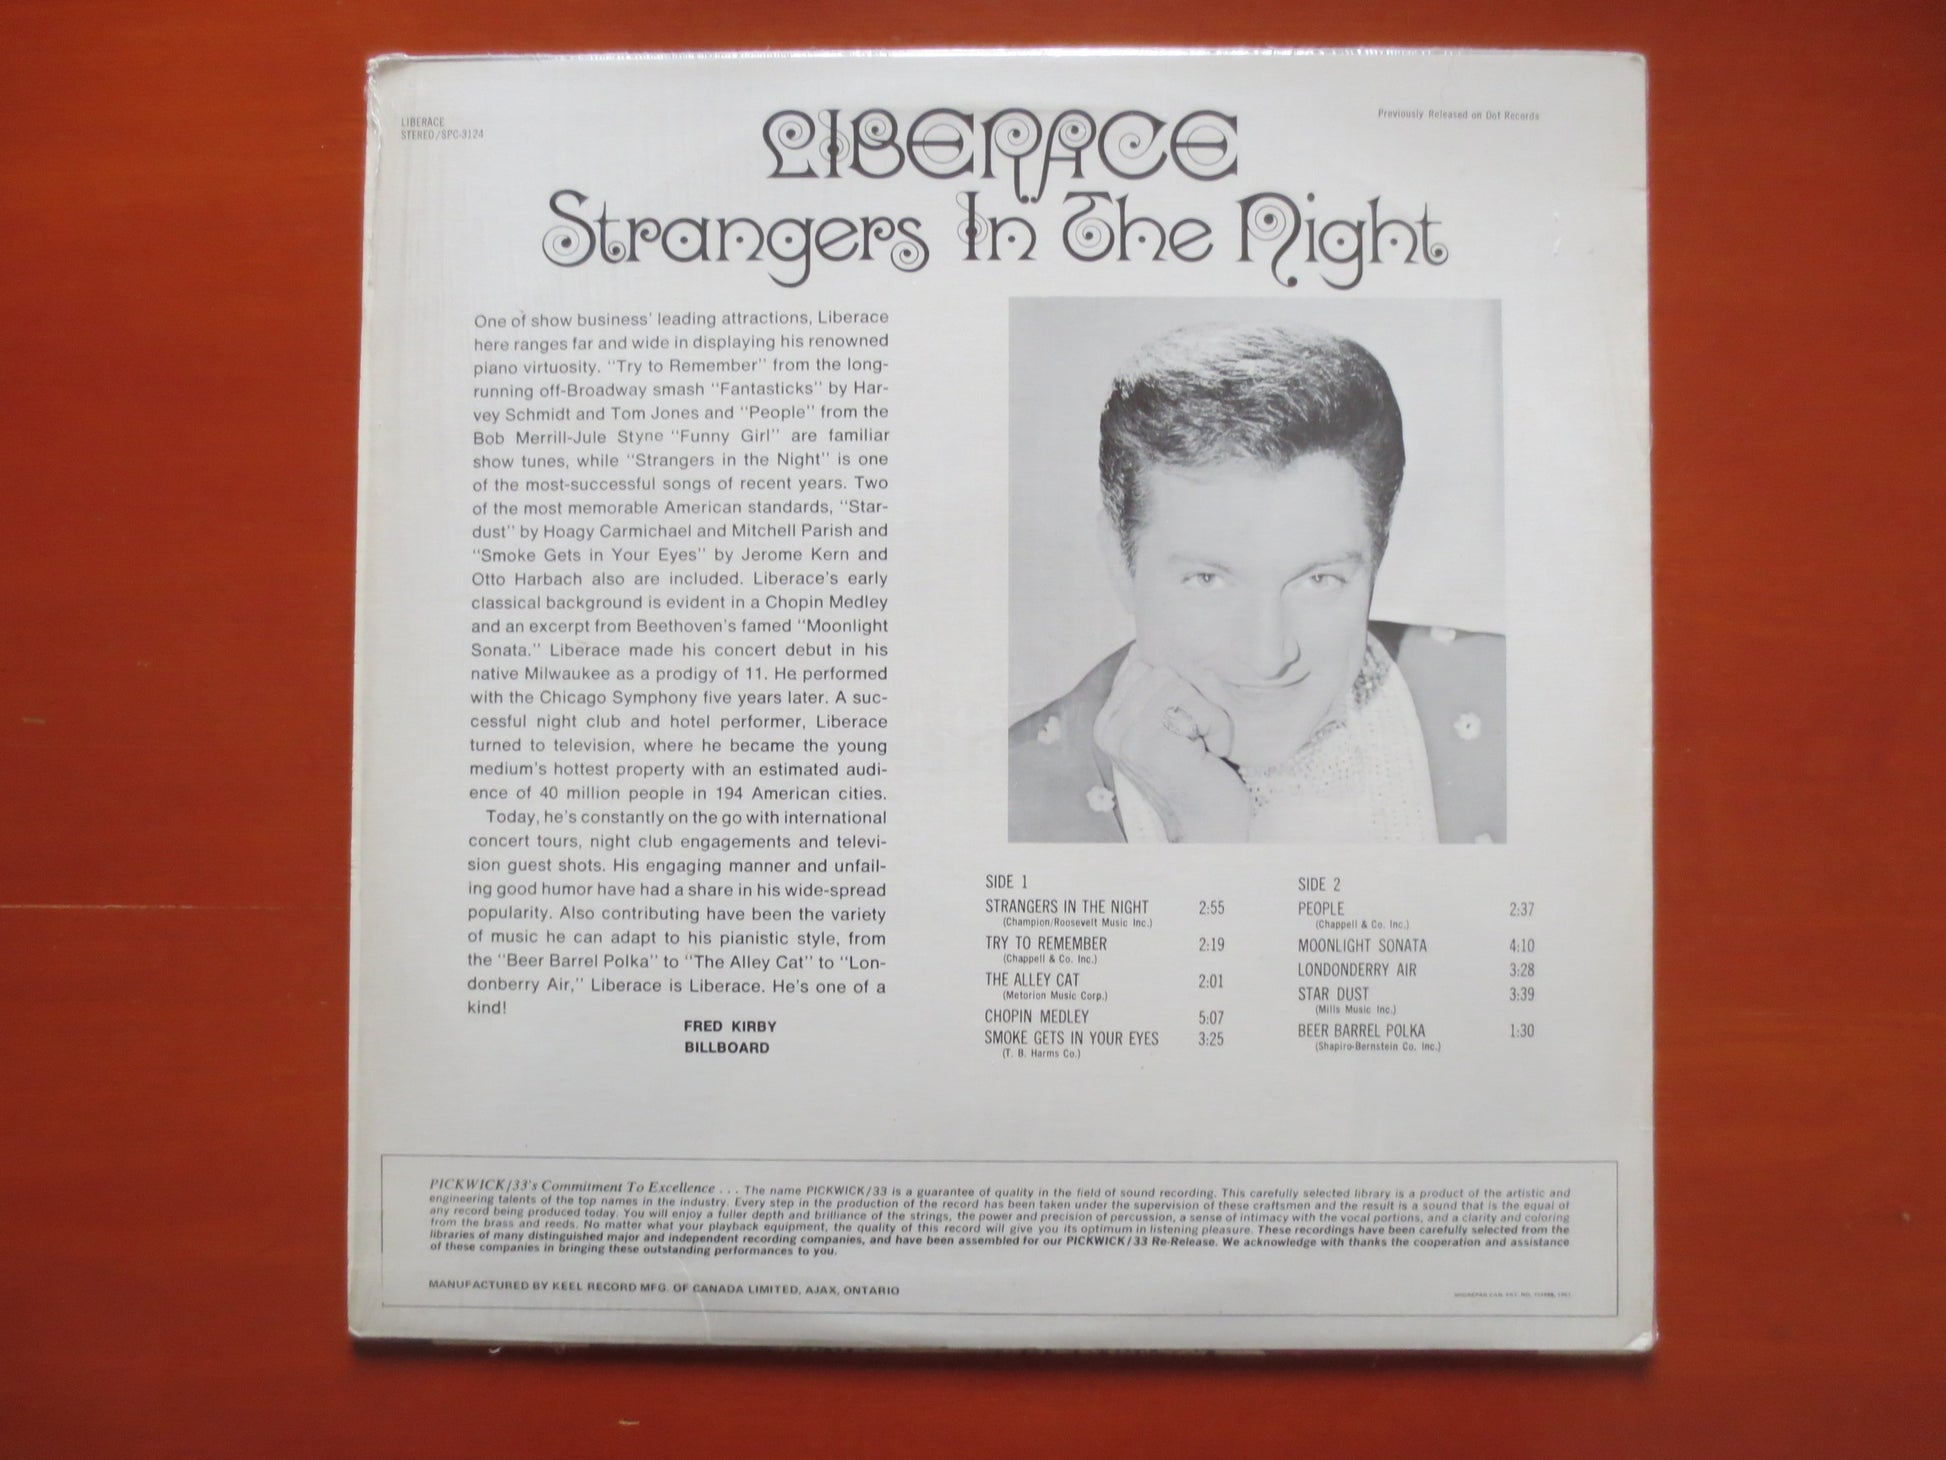 LIBERACE
STEREO/SPC-3124
Previously Released on Dot Records
LIBERACE
Strangers In The Night
One of show business' leading attractions, Liberace
here ranges far and wide in displaying his renowned
piano virtuosity. "Try to Remember" from the long-
running off-Broadway smash "Fantasticks" by Har-
vey Schmidt and Tom Jones and "People" from the
Bob Merrill-Jule Styne "Funny Girl" are familiar
show tunes, while "Strangers in the Night" is one
of the most-successful songs of recent years. Two
of the most memorable American standards, "Star-
dust" by Hoagy Carmichael and Mitchell Parish and
"Smoke Gets in Your Eyes" by Jerome Kern and
Otto Harbach also are included. Liberace's early
classical background is evident in a Chopin Medley
and an excerpt from Beethoven's famed "Moonlight
Sonata." Liberace made his concert debut in his
native Milwaukee as a prodigy of 11. He performed
with the Chicago Symphony five years later. A suc-
cessful night club and hotel performer, Liberace
turned to television, where he became the young
medium's hottest property with an estimated audi-
ence of 40 million people in 194 American cities.
Today, he's constantly on the go with international
concert tours, night club engagements and televi-
sion guest shots. His engaging manner and unfail-
ing good humor have had a share in his wide-spread
popularity. Also contributing have been the variety
of music he can adapt to his pianistic style, from
the "Beer Barrel Polka" to "The Alley Cat" to "Lon-
donberry Air," Liberace is Liberace. He's one of a
kind!
FRED KIRBY
BILLBOARD
SIDE 1
STRANGERS IN THE NIGHT 2:55
(Champion/Roosevelt Music Inc.)
TRY TO REMEMBER 2:19
(Chappell & Co. Inc.)
THE ALLEY CAT 2:01
(Metorion Music Corp.)
CHOPIN MEDLEY 5:07
SMOKE GETS IN YOUR EYES 3:25
(T. B. Harms Co.)
SIDE 2
PEOPLE 2:37
(Chappell & Co. Inc.)
MOONLIGHT SONATA 4:10
LONDONDERRY AIR 3:28
STAR DUST 3:39
(Mills Music Inc.)
BEER BARREL POLKA 1:30
(Shapiro-Bernstein Co. Inc.)
PICKWICK/33's Commitment To Excellence . . . The name PICKWICK/33 is a guarantee of quality in the field of sound recording. This carefully selected library is a product of the artistic and
engineering talents of the top names in the industry. Every step in the production of the record has been taken under the supervision of these craftsmen and the result is a sound that is the equal of
any record being produced today. You will enjoy a fuller depth and brilliance of the strings, the power and precision of percussion, a sense of intimacy with the vocal portions, and a clarity and coloring
from the brass and reeds. No matter what your playback equipment, the quality of this record will give you its optimum in listening pleasure. These recordings have been carefully selected from the
libraries of many distinguished major and independent recording companies, and have been assembled for our PICKWICK/33 Re-Release. We acknowledge with thanks the cooperation and assistance
of these companies in bringing these outstanding performances to you.
MANUFACTURED BY KEEL RECORD MFG. OF CANADA LIMITED, AJAX, ONTARIO